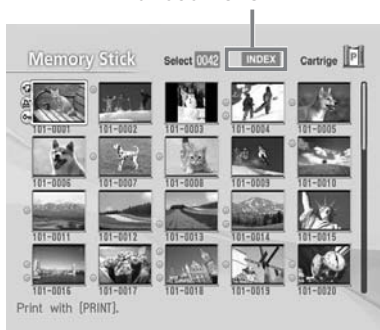 Memory Stick Select 0042 INDEX Cartrige P
101-0001 101-0002 101-0003 101-0004 101-0005
101-0006 101-0007 101-0008 101-0009 101-0010
101-0011 101-0012 101-0013 101-0014 101-0015
101-0016 101-0017 101-0018 101-0019 101-0020
Print with [PRINT].